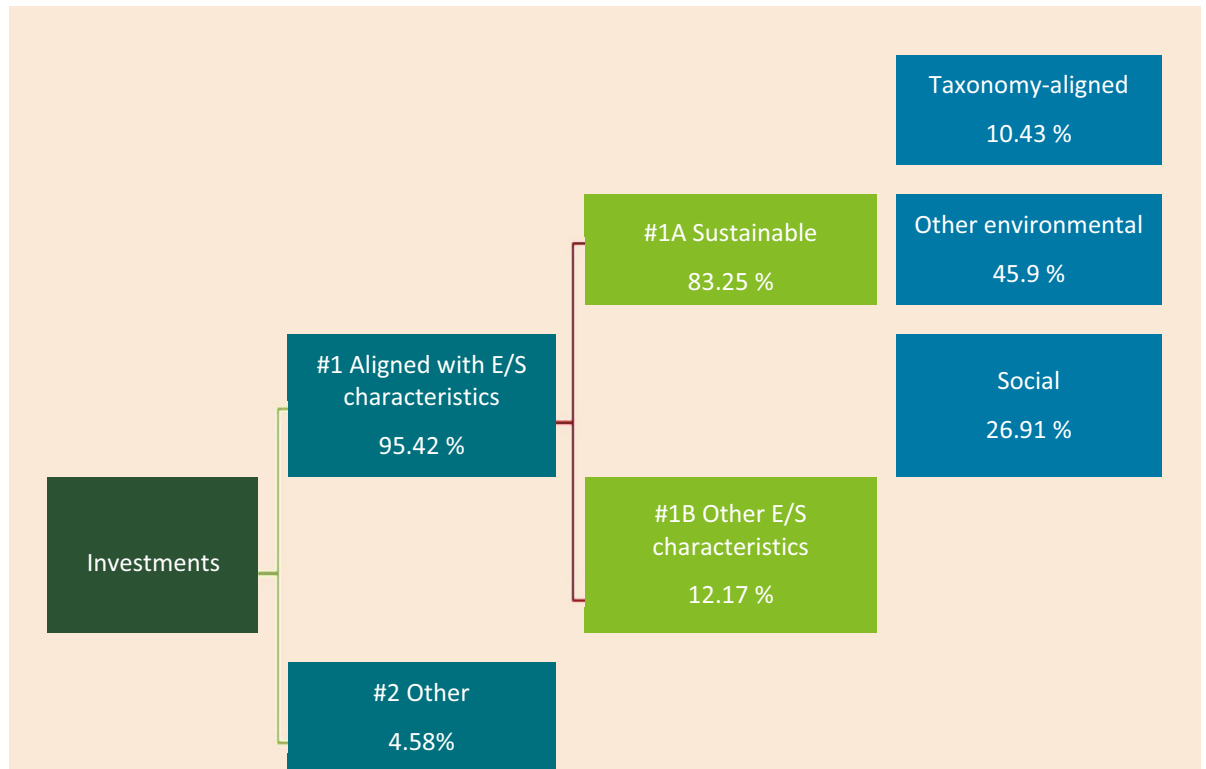 Taxonomy-aligned
10.43 %
#1A Sustainable
83.25 %
Other environmental
45.9 %
#1 Aligned with E/S
characteristics
95.42 %
Social
26.91 %
Investments
#1B Other E/S
characteristics
12.17 %
#2 Other
4.58%